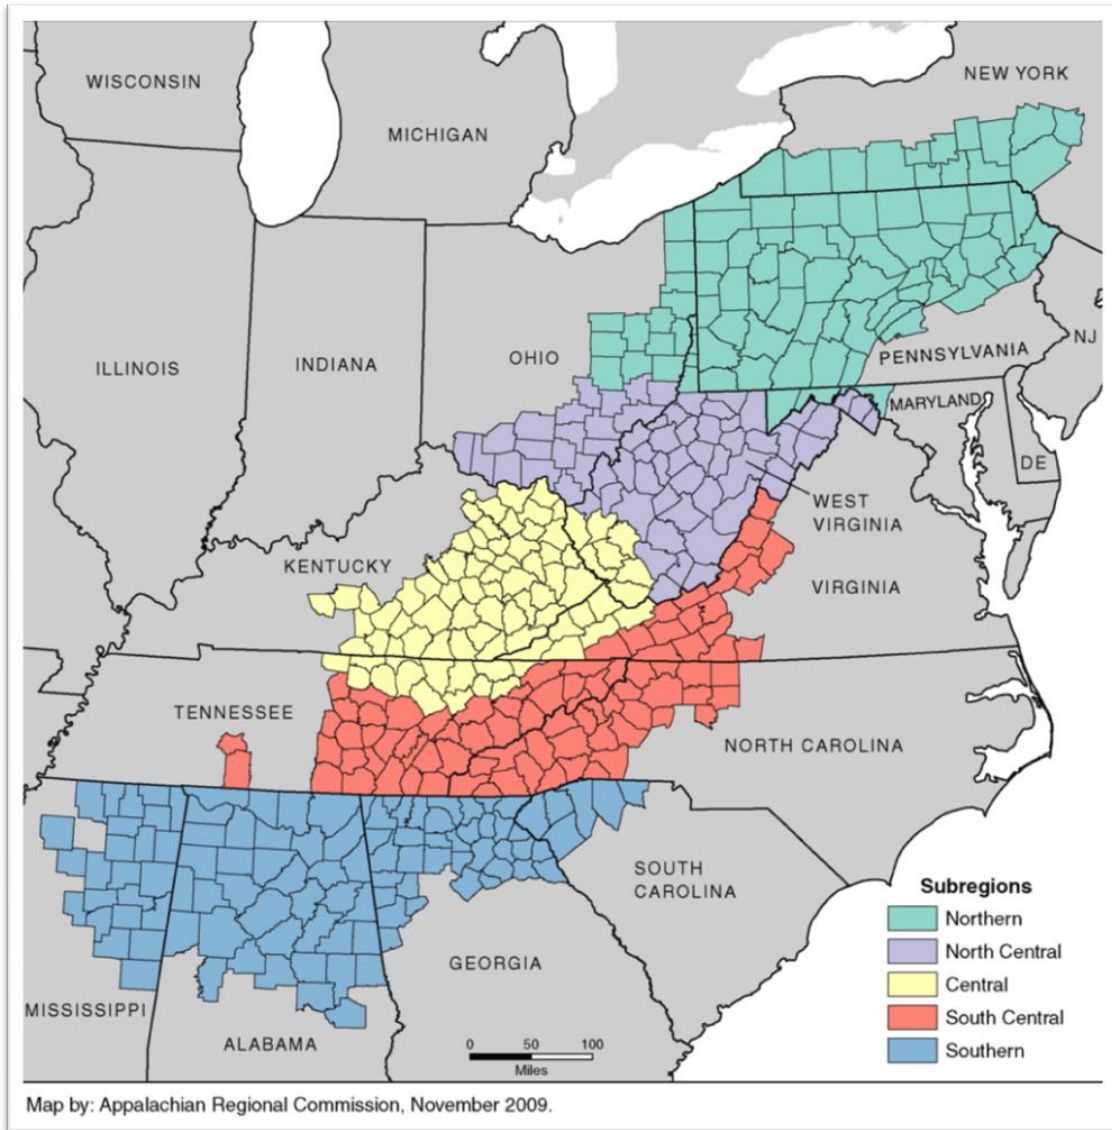 WISCONSIN
NEW YORK
MICHIGAN
ILLINOIS
INDIANA
OHIO
PENNSYLVANIA
NJ
MARYLAND
DE
WEST
VIRGINIA
KENTUCKY
VIRGINIA
TENNESSEE
NORTH CAROLINA
SOUTH
CAROLINA
GEORGIA
MISSISSIPPI
ALABAMA
Subregions
Northern
North Central
Central
South Central
Southern
0 50 100
Miles
Map by: Appalachian Regional Commission, November 2009.